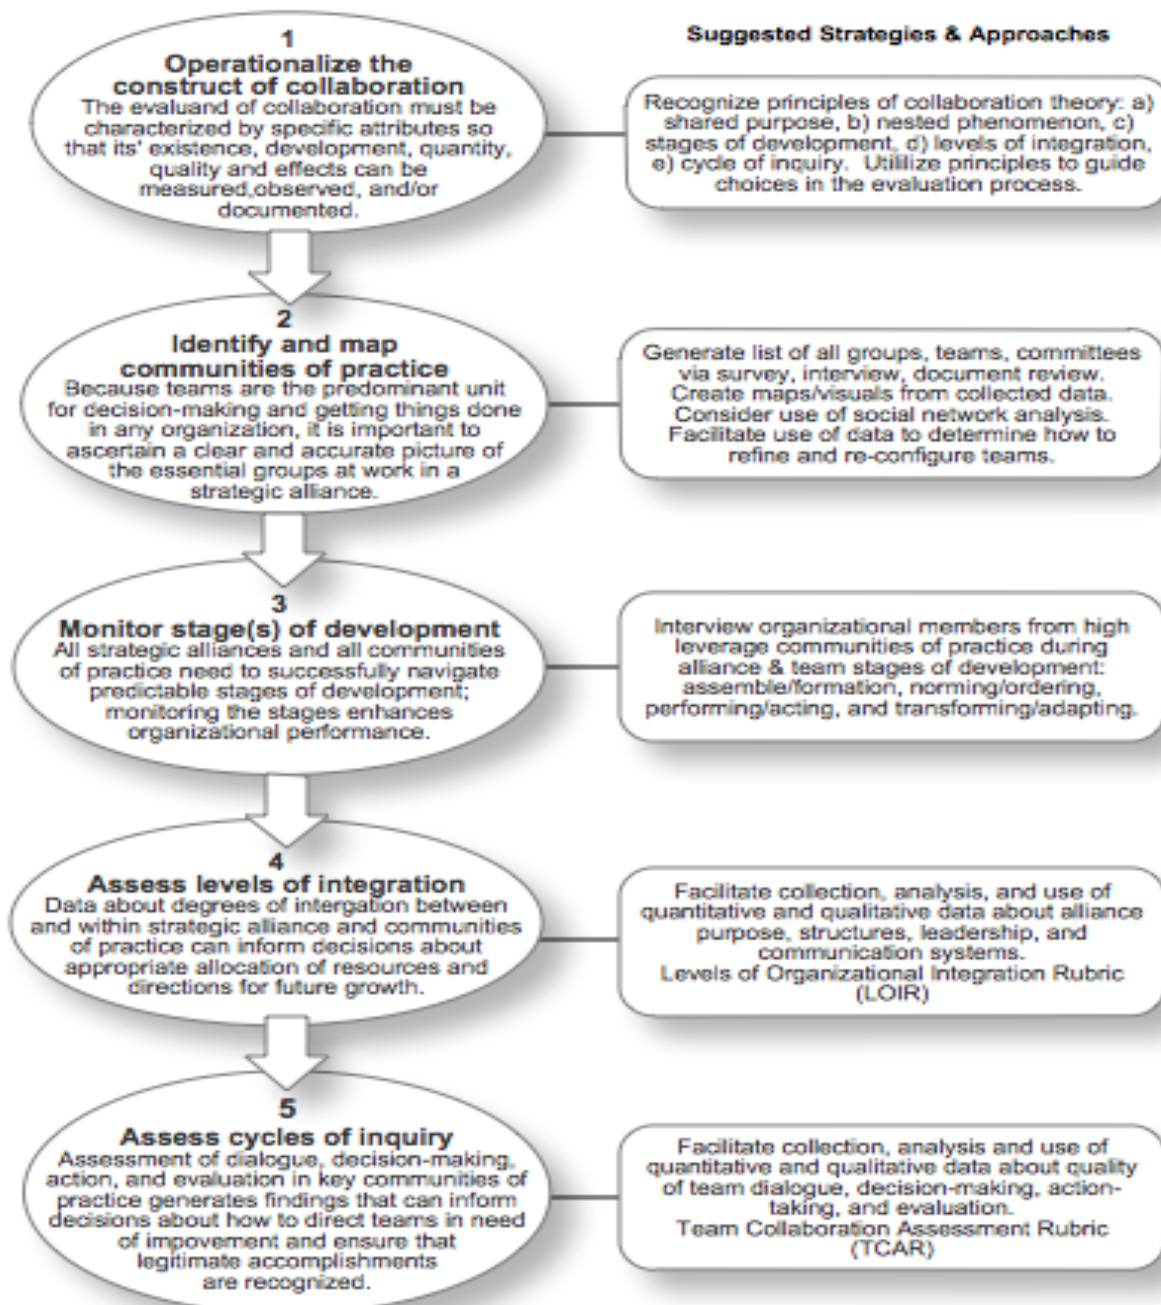 Suggested Strategies & Approaches
1
Operationalize the
construct of collaboration
The evaluand of collaboration must be
characterized by specific attributes so
that its' existence, development, quantity,
quality and effects can be
measured,observed, and/or
documented.
Recognize principles of collaboration theory: a)
shared purpose, b) nested phenomenon, c)
stages of development, d) levels of integration,
e) cycle of inquiry. Utililize principles to guide
choices in the evaluation process.
2
Identify and map
communities of practice
Because teams are the predominant unit
for decision-making and getting things done
in any organization, it is important to
ascertain a clear and accurate picture of
the essential groups at work in a
strategic alliance.
Generate list of all groups, teams, committees
via survey, interview, document review.
Create maps/visuals from collected data.
Consider use of social network analysis.
Facilitate use of data to determine how to
refine and re-configure teams.
3
Monitor stage(s) of development
All strategic alliances and all communities
of practice need to successfully navigate
predictable stages of development;
monitoring the stages enhances
organizational performance.
Interview organizational members from high
leverage communities of practice during
alliance & team stages of development:
assemble/formation, norming/ordering,
performing/acting, and transforming/adapting.
4
Assess levels of integration
Data about degrees of intergation between
and within strategic alliance and communities
of practice can inform decisions about
appropriate allocation of resources and
directions for future growth.
Facilitate collection, analysis, and use of
quantitative and qualitative data about alliance
purpose, structures, leadership, and
communication systems.
Levels of Organizational Integration Rubric
(LOIR)
5
Assess cycles of inquiry
Assessment of dialogue, decision-making,
action, and evaluation in key communities of
practice generates findings that can inform
decisions about how to direct teams in need
of impovement and ensure that
legitimate accomplishments
are recognized.
Facilitate collection, analysis and use of
quantitative and qualitative data about quality
of team dialogue, decision-making, action-
taking, and evaluation.
Team Collaboration Assessment Rubric
(TCAR)